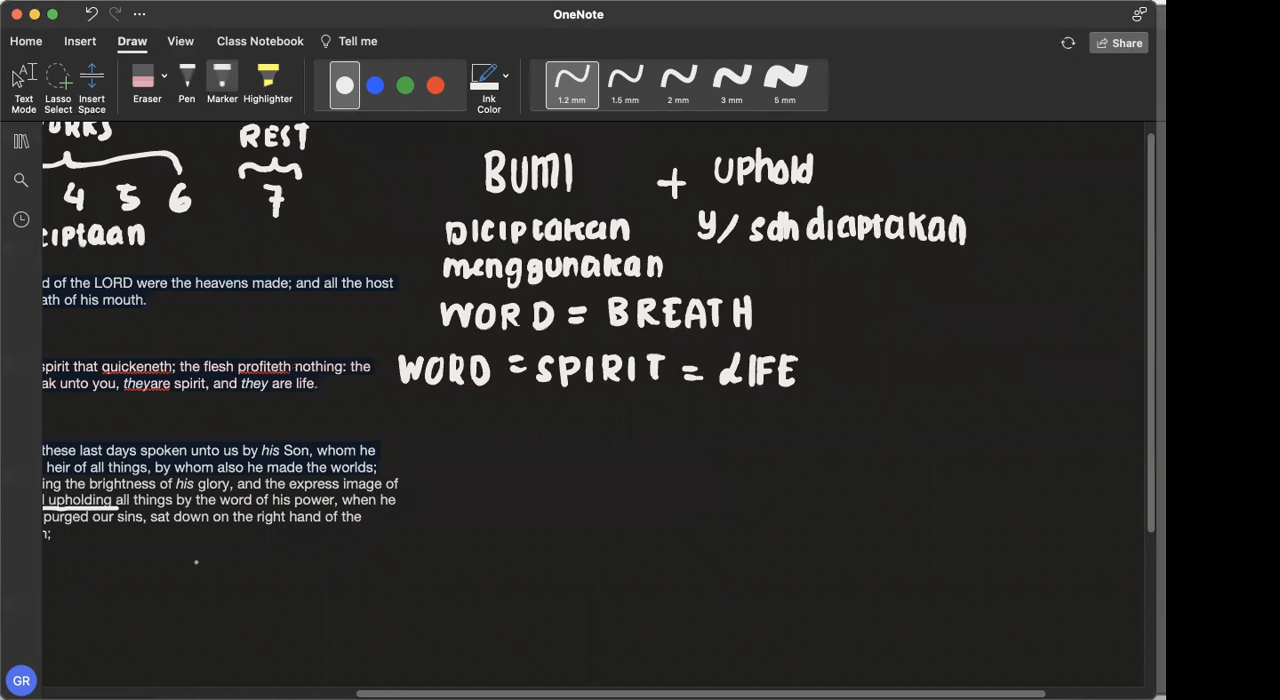 OneNote
Home Insert Draw View Class Notebook Tell me
Share
Text Mode
Lasso Select
Insert Space
Eraser
Pen
Marker
Highlighter
Ink Color
1.2 mm 1.5 mm 2 mm 3 mm 5 mm
ORKS REST
4 5 6 7
ciptaan
BUMI + uphold
Diciptakan y/ sdh diciptakan
menggunakan
WORD = BREATH
WORD = SPIRIT = LIFE
d of the LORD were the heavens made; and all the host
ath of his mouth.
spirit that quickeneth; the flesh profiteth nothing: the
ak unto you, theyare spirit, and they are life.
these last days spoken unto us by his Son, whom he
heir of all things, by whom also he made the worlds;
ing the brightness of his glory, and the express image of
l upholding all things by the word of his power, when he
purged our sins, sat down on the right hand of the
n;
GR